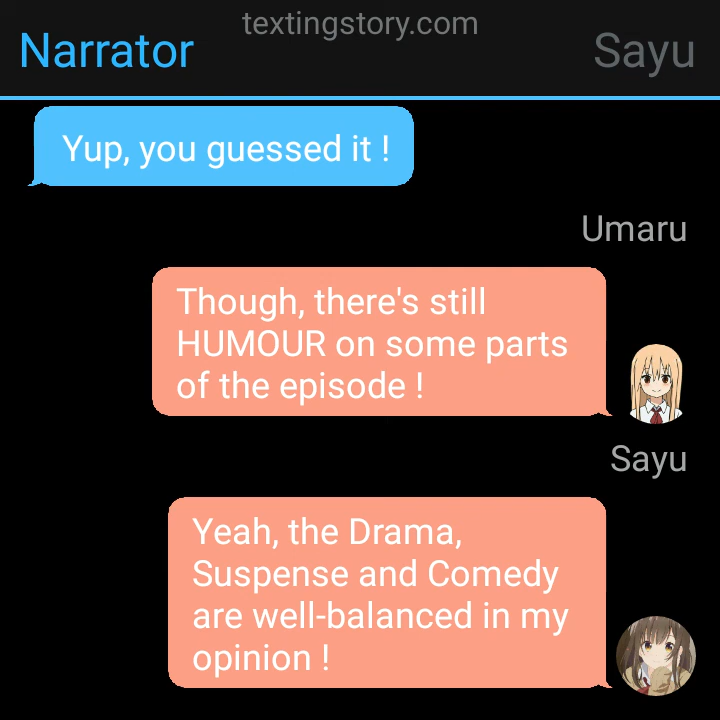 textingstory.com
Narrator
Sayu
Yup, you guessed it !
Umaru
Though, there's still
HUMOUR on some parts
of the episode !
Sayu
Yeah, the Drama,
Suspense and Comedy
are well-balanced in my
opinion !